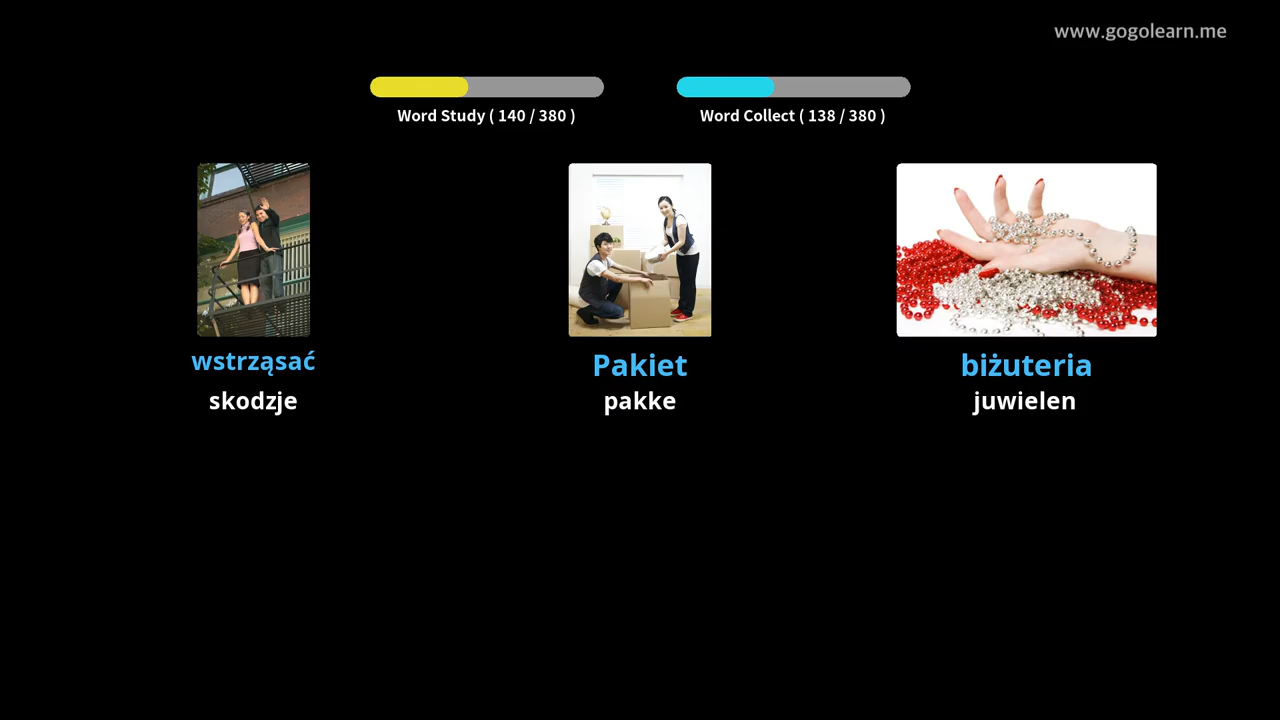 www.gogolearn.me
Word Study ( 140 / 380 )
Word Collect ( 138 / 380 )
wstrząsać
skodzje
Pakiet
pakke
biżuteria
juwielen